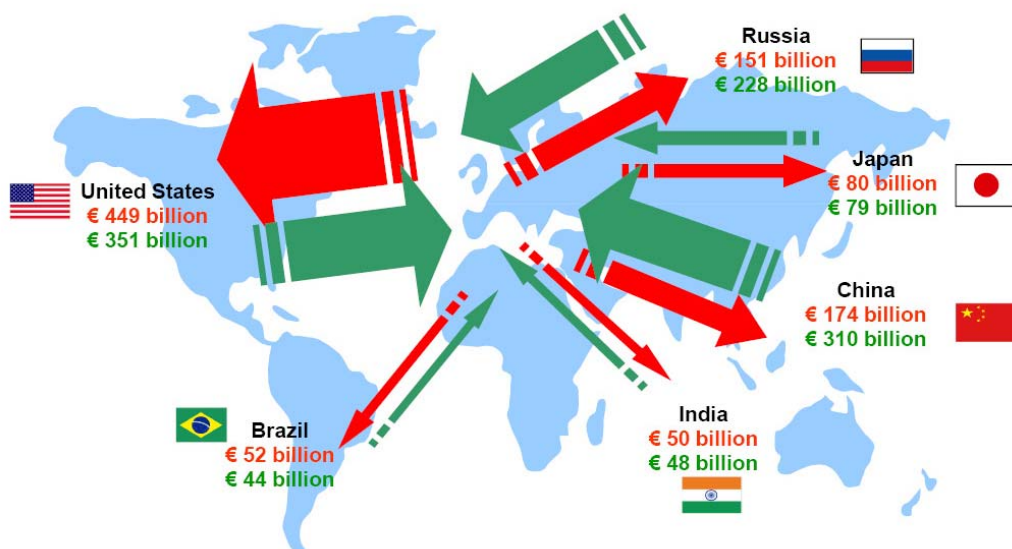 Russia
€ 151 billion
€ 228 billion
Japan
€ 80 billion
€ 79 billion
United States
€ 449 billion
€ 351 billion
China
€ 174 billion
€ 310 billion
India
€ 50 billion
€ 48 billion
Brazil
€ 52 billion
€ 44 billion